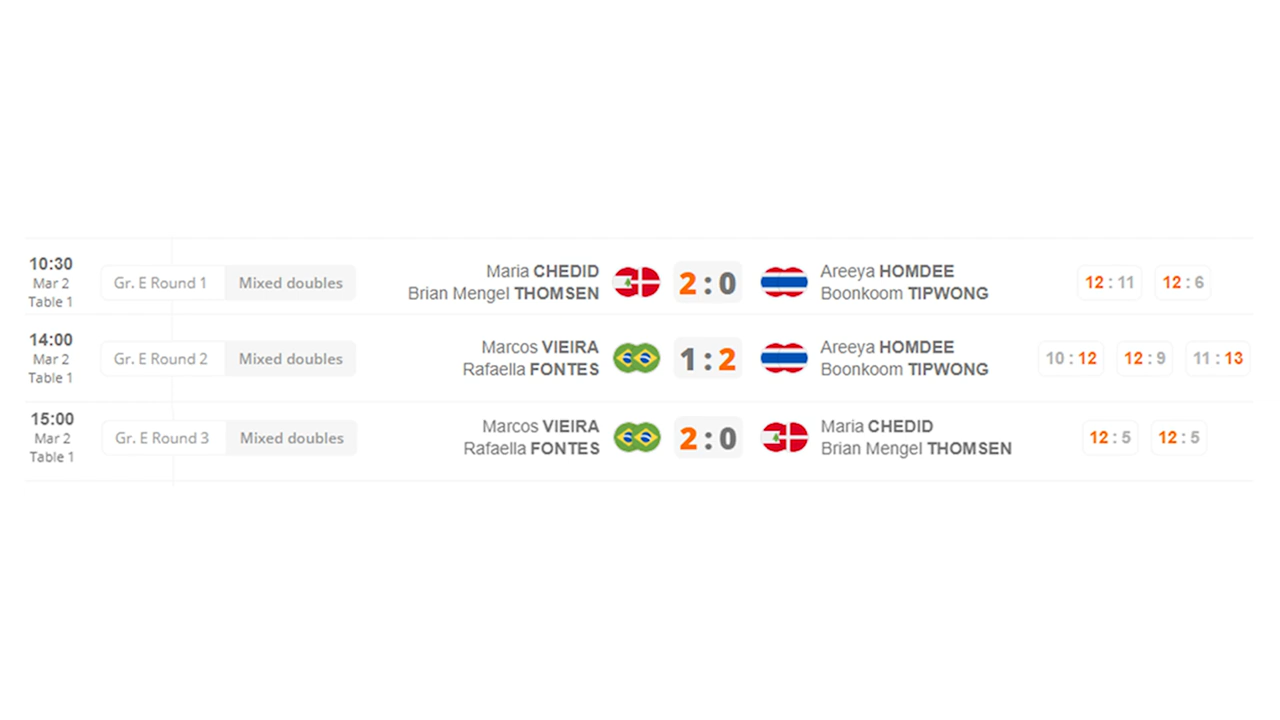 10:30
Mar 2
Table 1
Gr. E Round 1 Mixed doubles
Maria CHEDID
Brian Mengel THOMSEN
2 : 0
Areeya HOMDEE
Boonkoom TIPWONG
12 : 11 12 : 6
14:00
Mar 2
Table 1
Gr. E Round 2 Mixed doubles
Marcos VIEIRA
Rafaella FONTES
1 : 2
Areeya HOMDEE
Boonkoom TIPWONG
10 : 12 12 : 9 11 : 13
15:00
Mar 2
Table 1
Gr. E Round 3 Mixed doubles
Marcos VIEIRA
Rafaella FONTES
2 : 0
Maria CHEDID
Brian Mengel THOMSEN
12 : 5 12 : 5